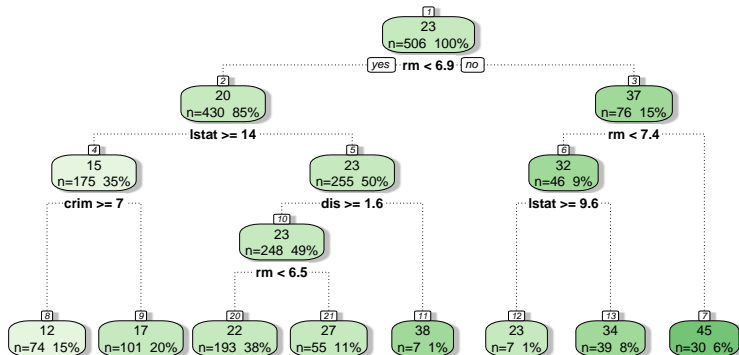 1
23
n=506 100%
yes rm < 6.9 no
2
20
n=430 85%
3
37
n=76 15%
lstat >= 14
rm < 7.4
4
15
n=175 35%
5
23
n=255 50%
6
32
n=46 9%
crim >= 7
dis >= 1.6
lstat >= 9.6
10
23
n=248 49%
rm < 6.5
8
12
n=74 15%
9
17
n=101 20%
20
22
n=193 38%
21
27
n=55 11%
11
38
n=7 1%
12
23
n=7 1%
13
34
n=39 8%
7
45
n=30 6%